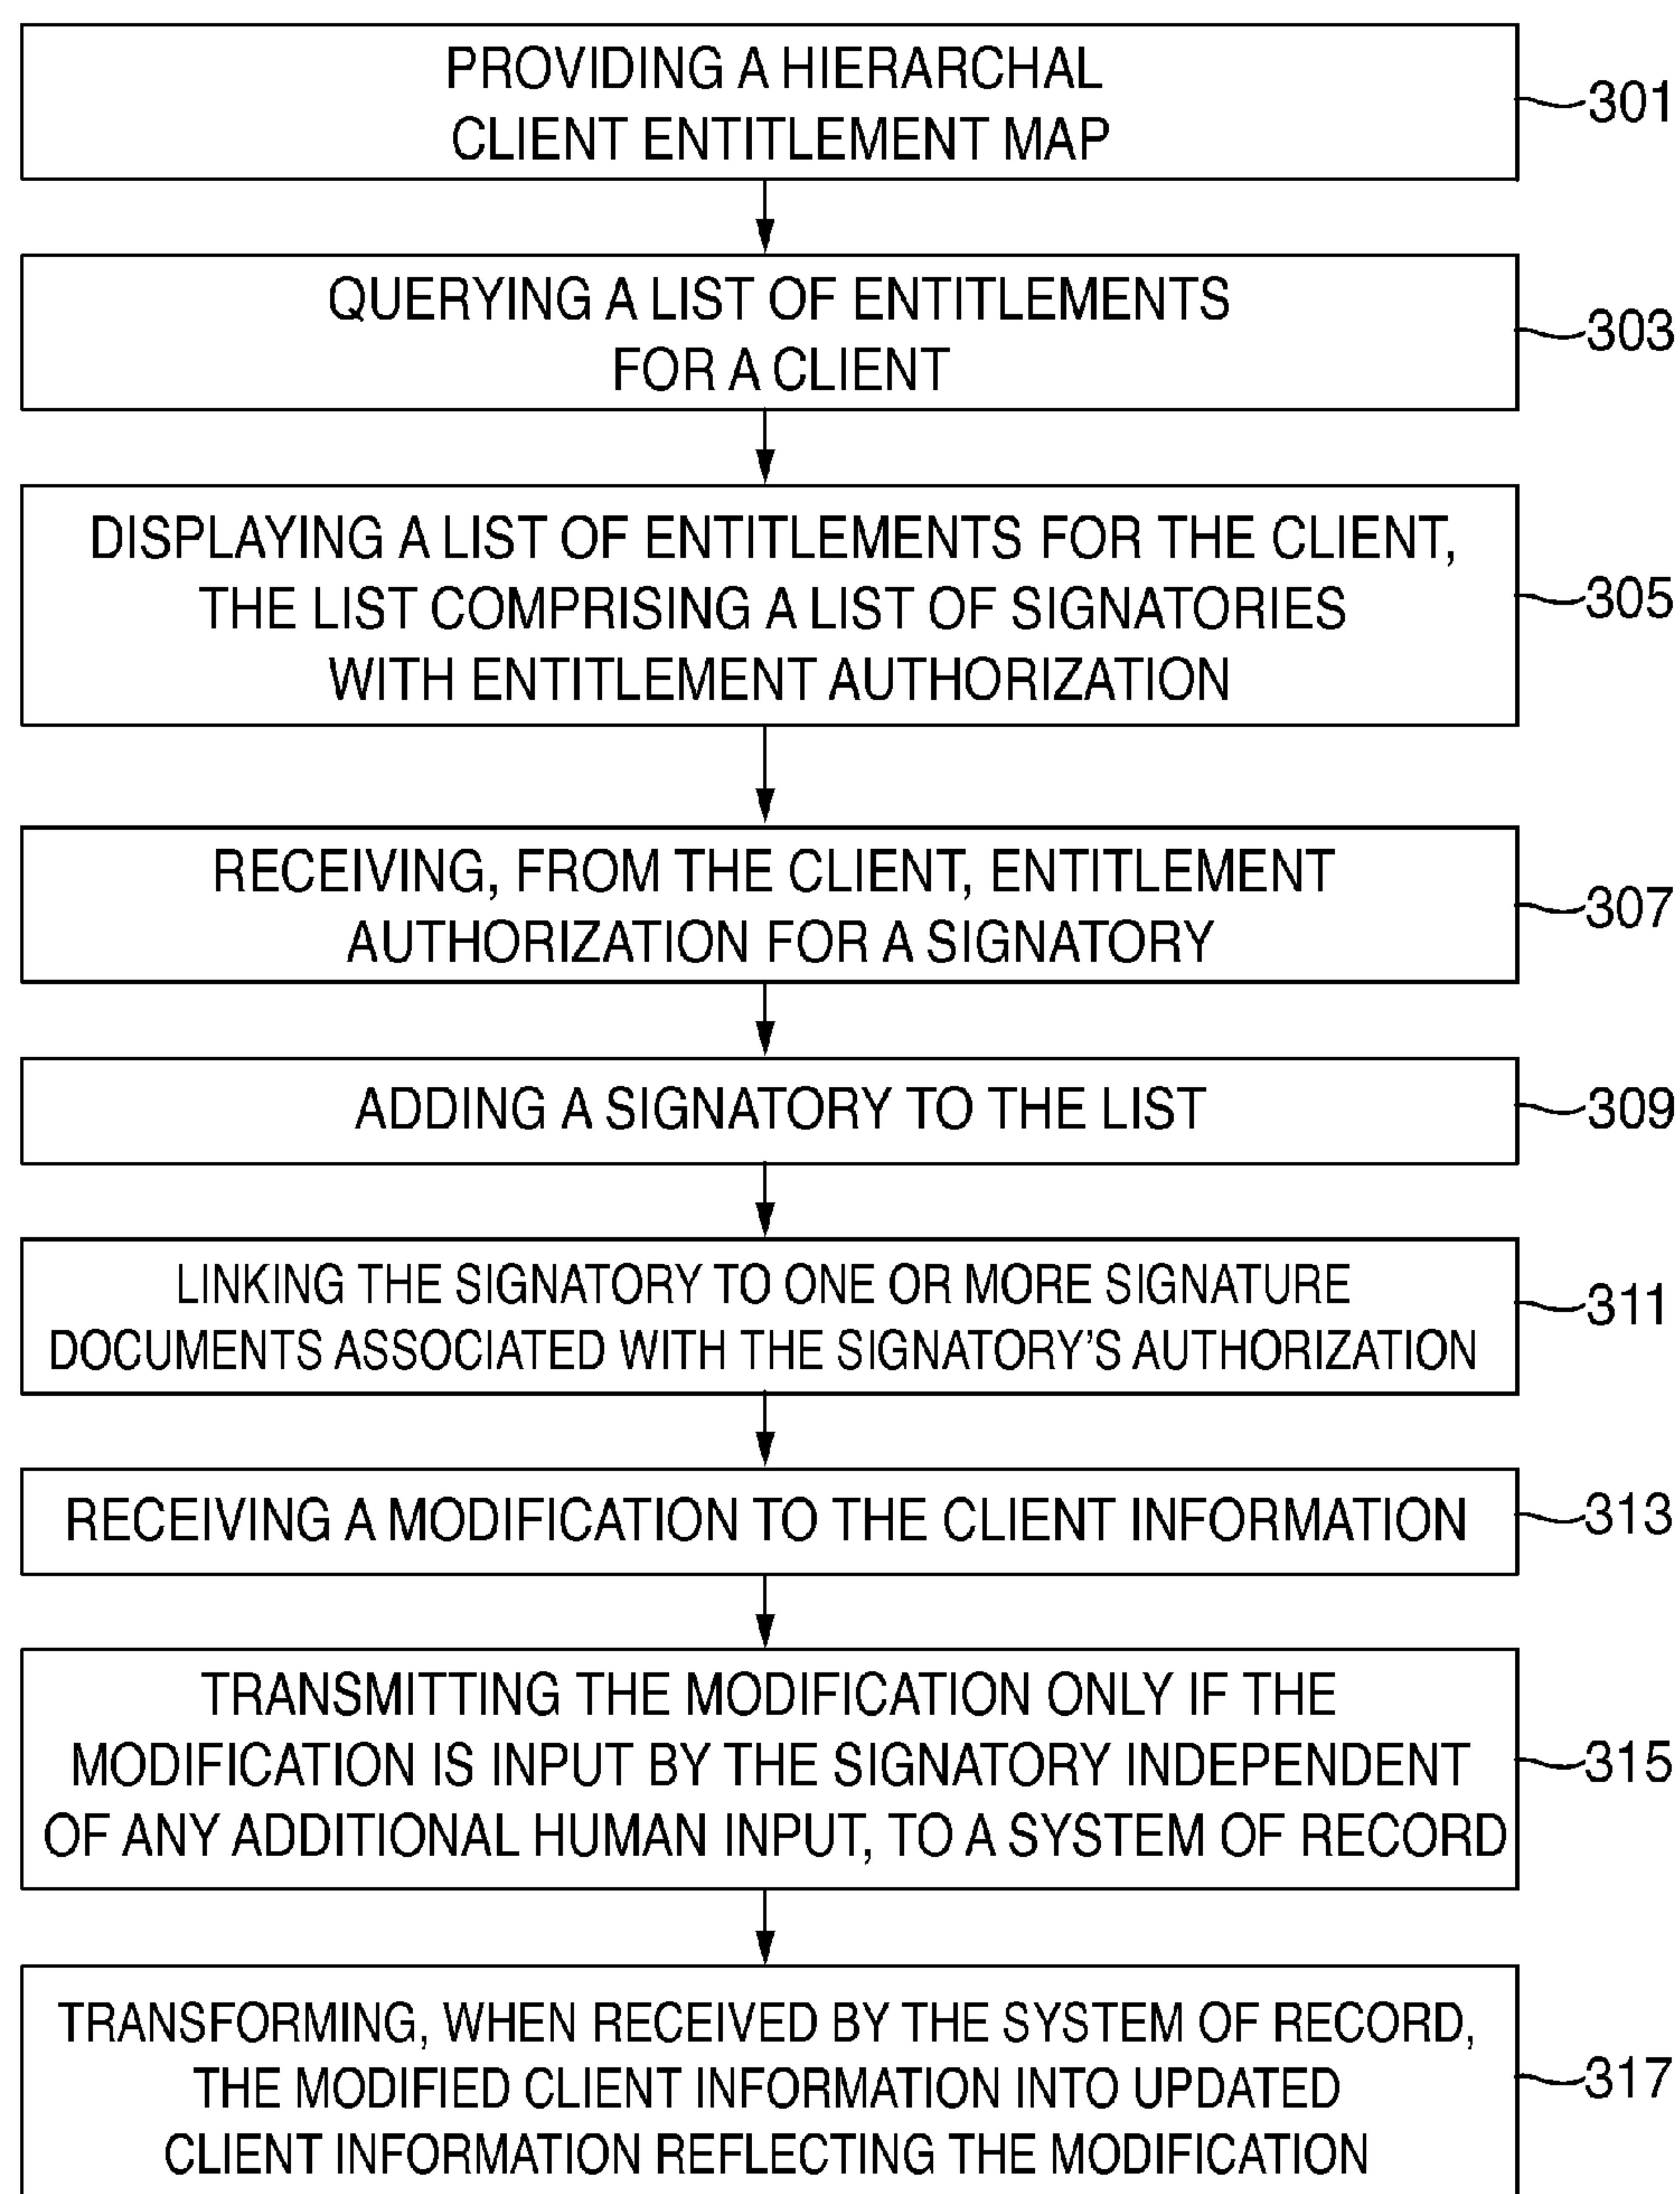 PROVIDING A HIERARCHAL
CLIENT ENTITLEMENT MAP
301
QUERYING A LIST OF ENTITLEMENTS
FOR A CLIENT
303
DISPLAYING A LIST OF ENTITLEMENTS FOR THE CLIENT,
THE LIST COMPRISING A LIST OF SIGNATORIES
WITH ENTITLEMENT AUTHORIZATION
305
RECEIVING, FROM THE CLIENT, ENTITLEMENT
AUTHORIZATION FOR A SIGNATORY
307
ADDING A SIGNATORY TO THE LIST
309
LINKING THE SIGNATORY TO ONE OR MORE SIGNATURE
DOCUMENTS ASSOCIATED WITH THE SIGNATORY'S AUTHORIZATION
311
RECEIVING A MODIFICATION TO THE CLIENT INFORMATION
313
TRANSMITTING THE MODIFICATION ONLY IF THE
MODIFICATION IS INPUT BY THE SIGNATORY INDEPENDENT
OF ANY ADDITIONAL HUMAN INPUT, TO A SYSTEM OF RECORD
315
TRANSFORMING, WHEN RECEIVED BY THE SYSTEM OF RECORD,
THE MODIFIED CLIENT INFORMATION INTO UPDATED
CLIENT INFORMATION REFLECTING THE MODIFICATION
317